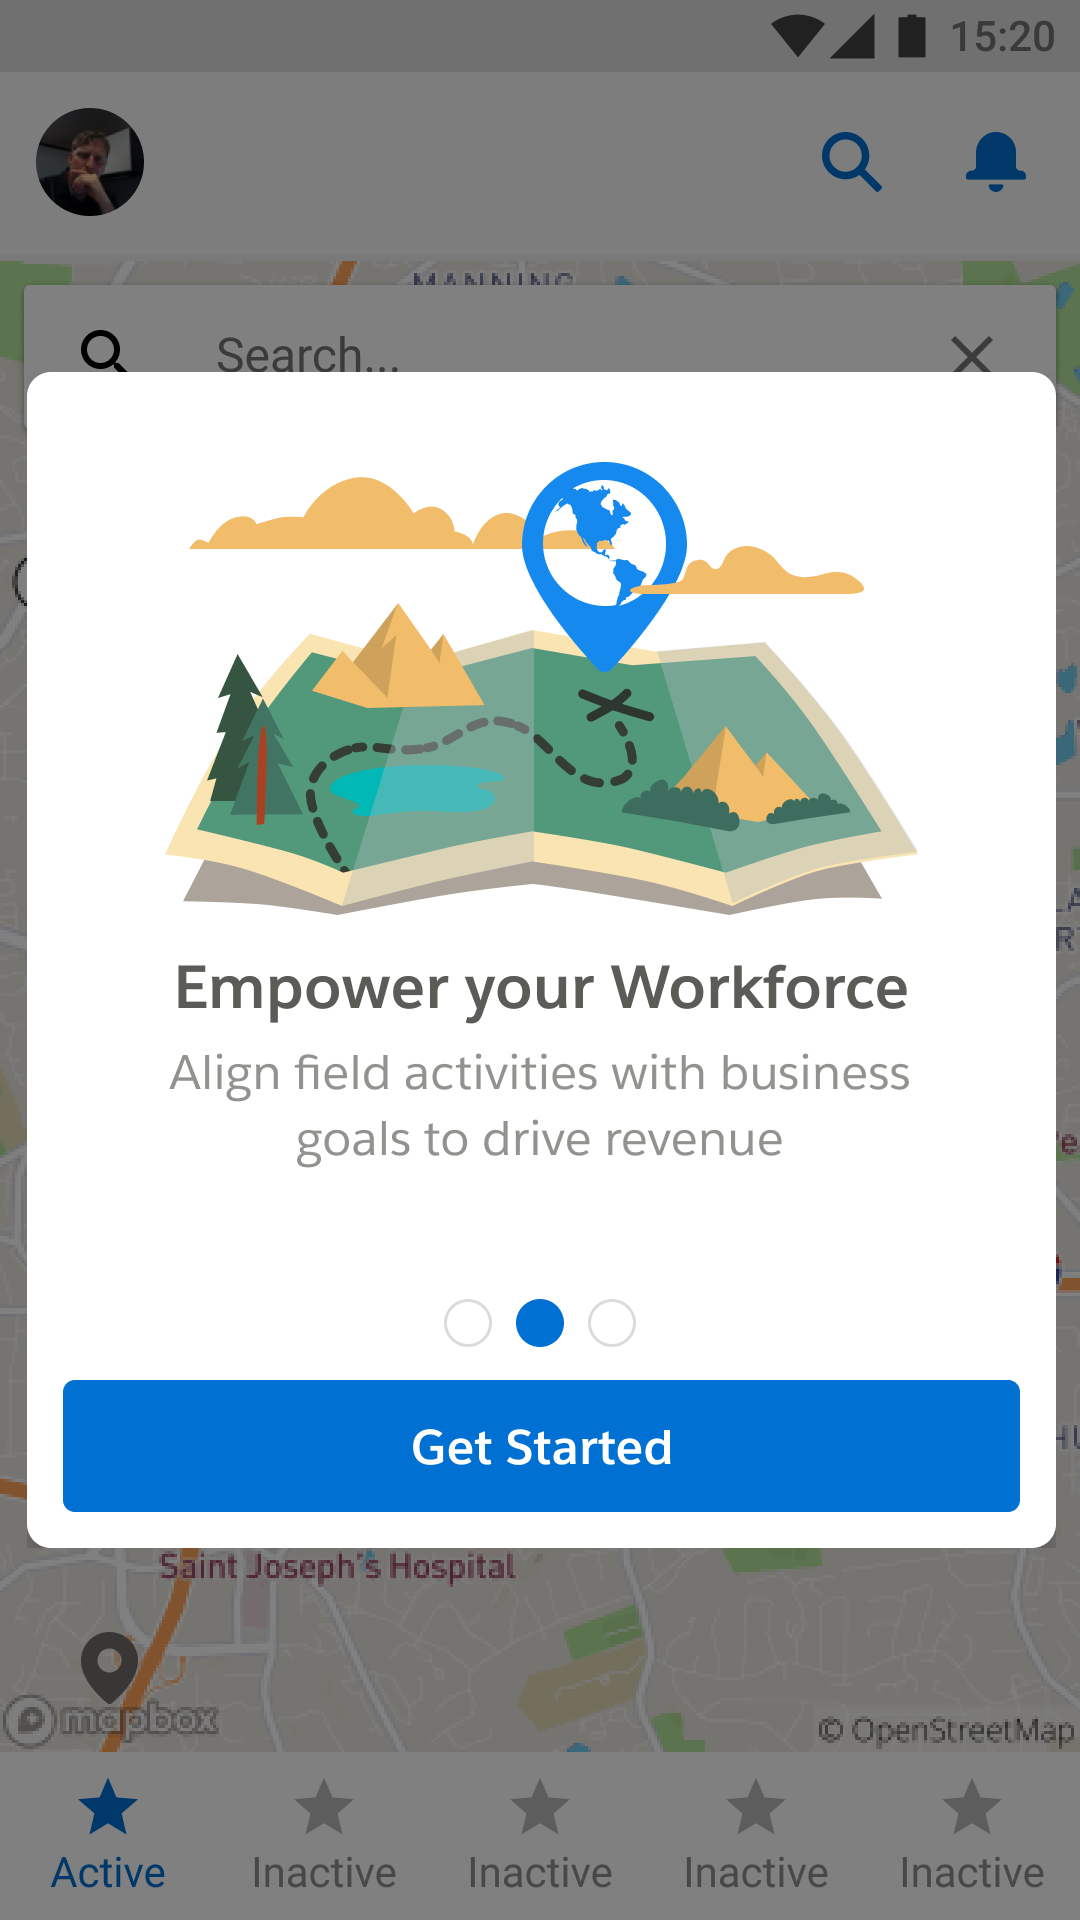 15:20
MANNING
Search...
Empower your Workforce
Align field activities with business
goals to drive revenue
Get Started
Saint Joseph's Hospital
mapbox
© OpenStreetMap
Active
Inactive
Inactive
Inactive
Inactive